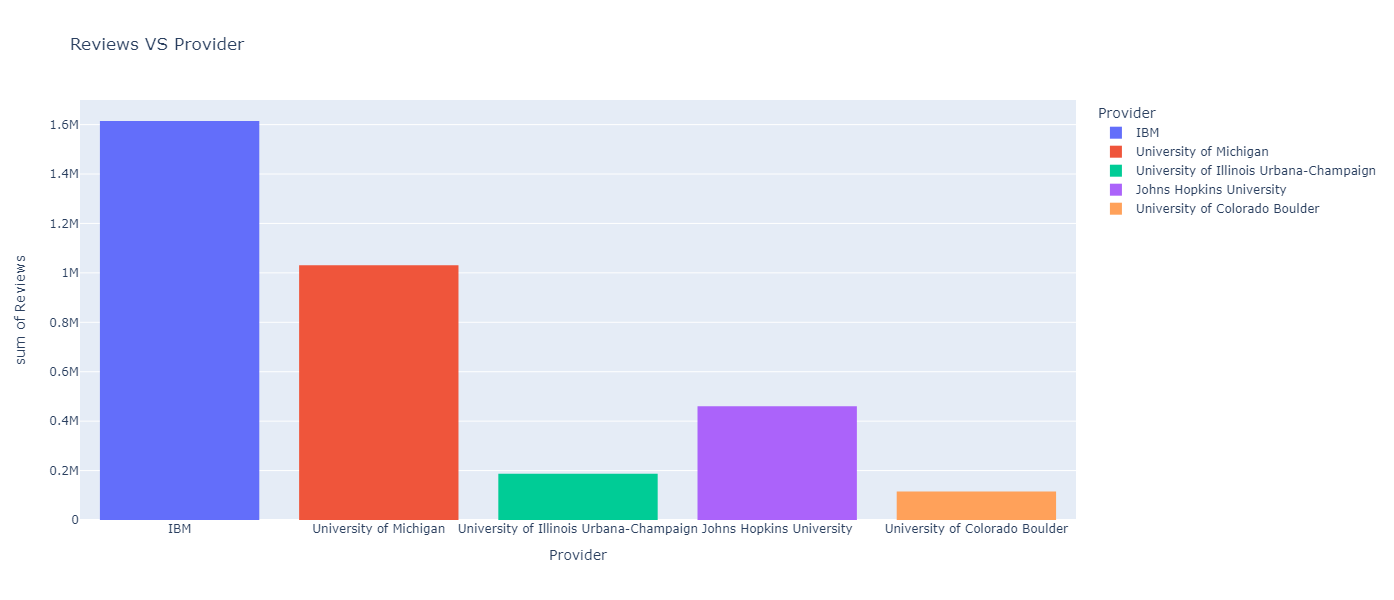 Reviews VS Provider
sum of Reviews
1.6M
1.4M
1.2M
1M
0.8M
0.6M
0.4M
0.2M
0
IBM
University of Michigan
University of Illinois Urbana-Champaign
Johns Hopkins University
University of Colorado Boulder
Provider
Provider
IBM
University of Michigan
University of Illinois Urbana-Champaign
Johns Hopkins University
University of Colorado Boulder